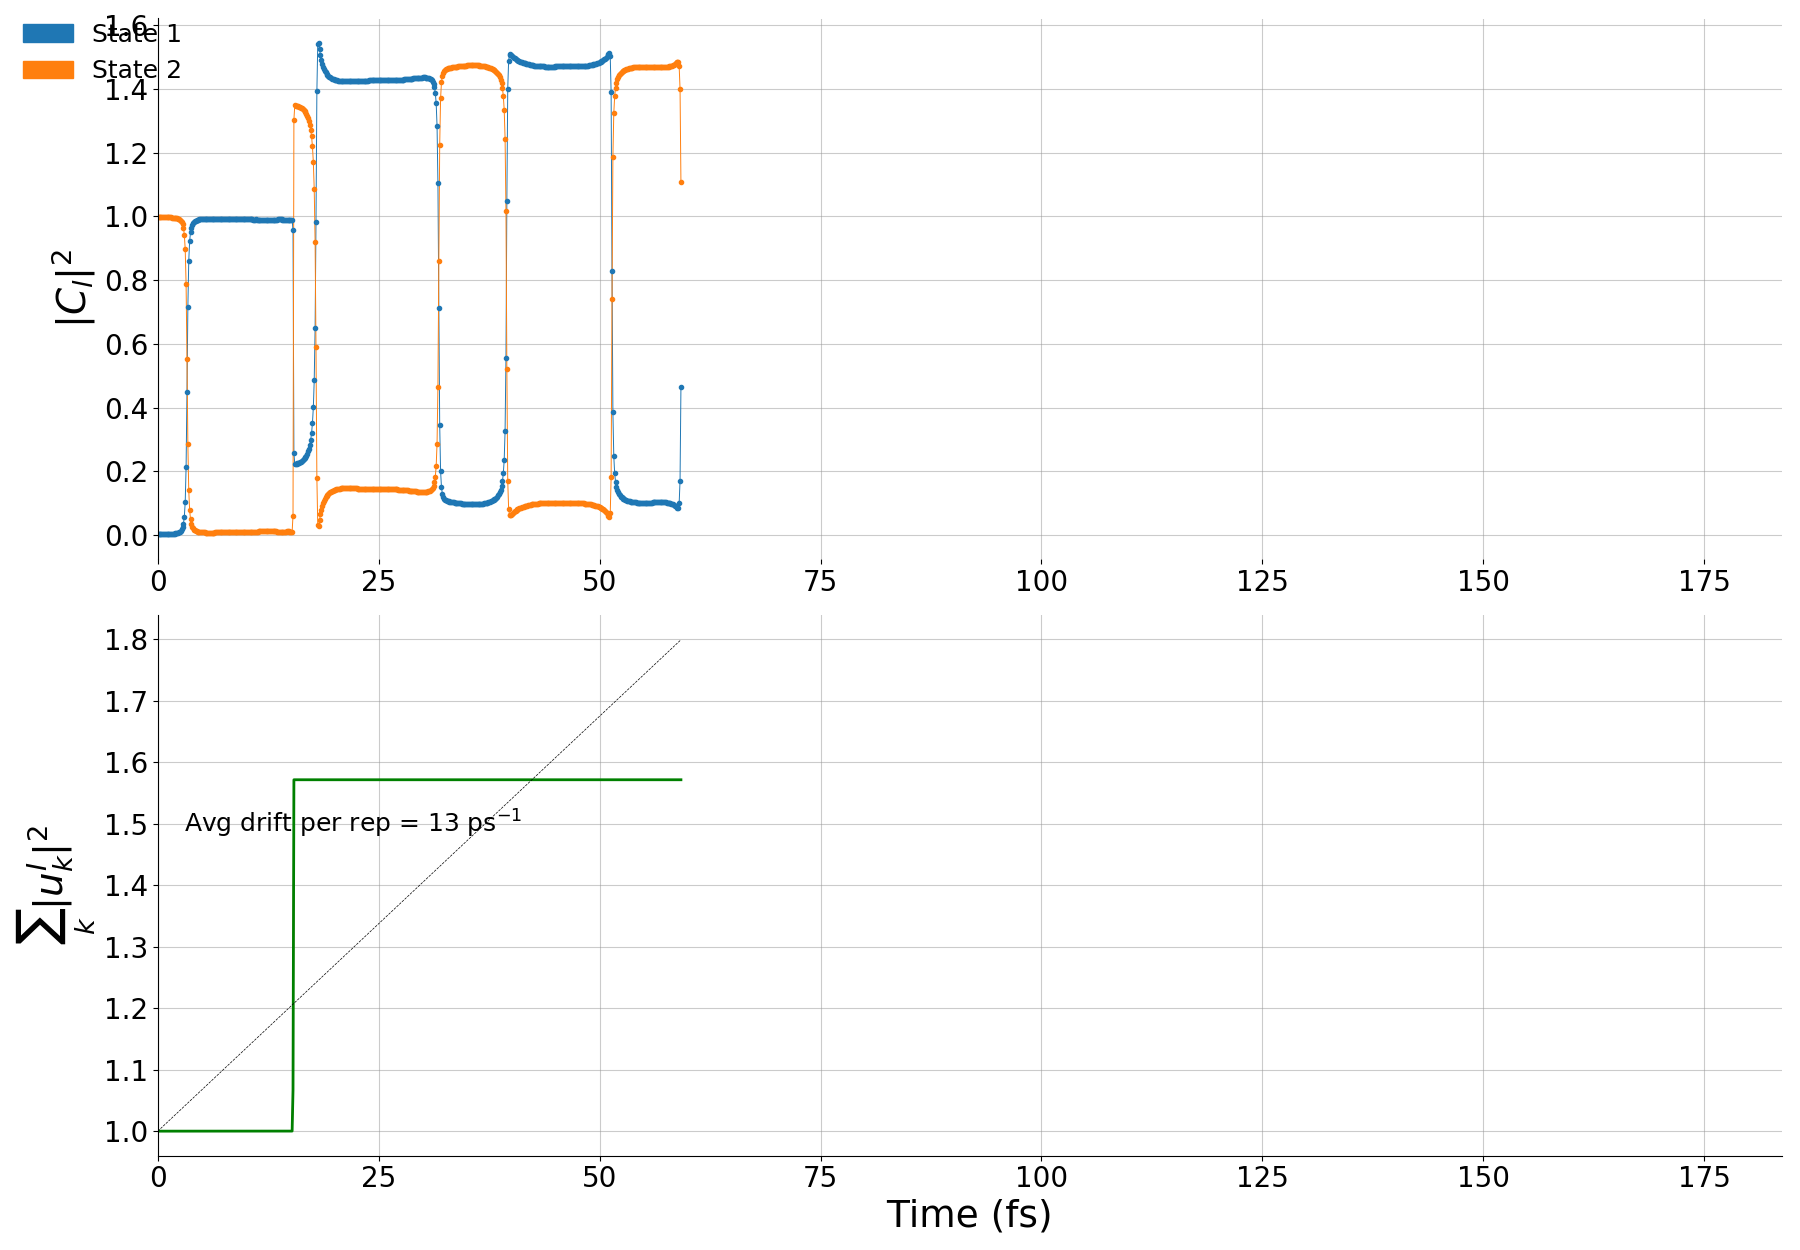 1.6
State 1
State 2
1.4
1.2
1.0
0.8
0.6
0.4
0.2
0.0
|C_l|^2
0 25 50 75 100 125 150 175
1.8
1.7
1.6
1.5
1.4
1.3
1.2
1.1
1.0
Avg drift per rep = 13 ps^{-1}
\sum_k |u_k^l|^2
0 25 50 75 100 125 150 175
Time (fs)